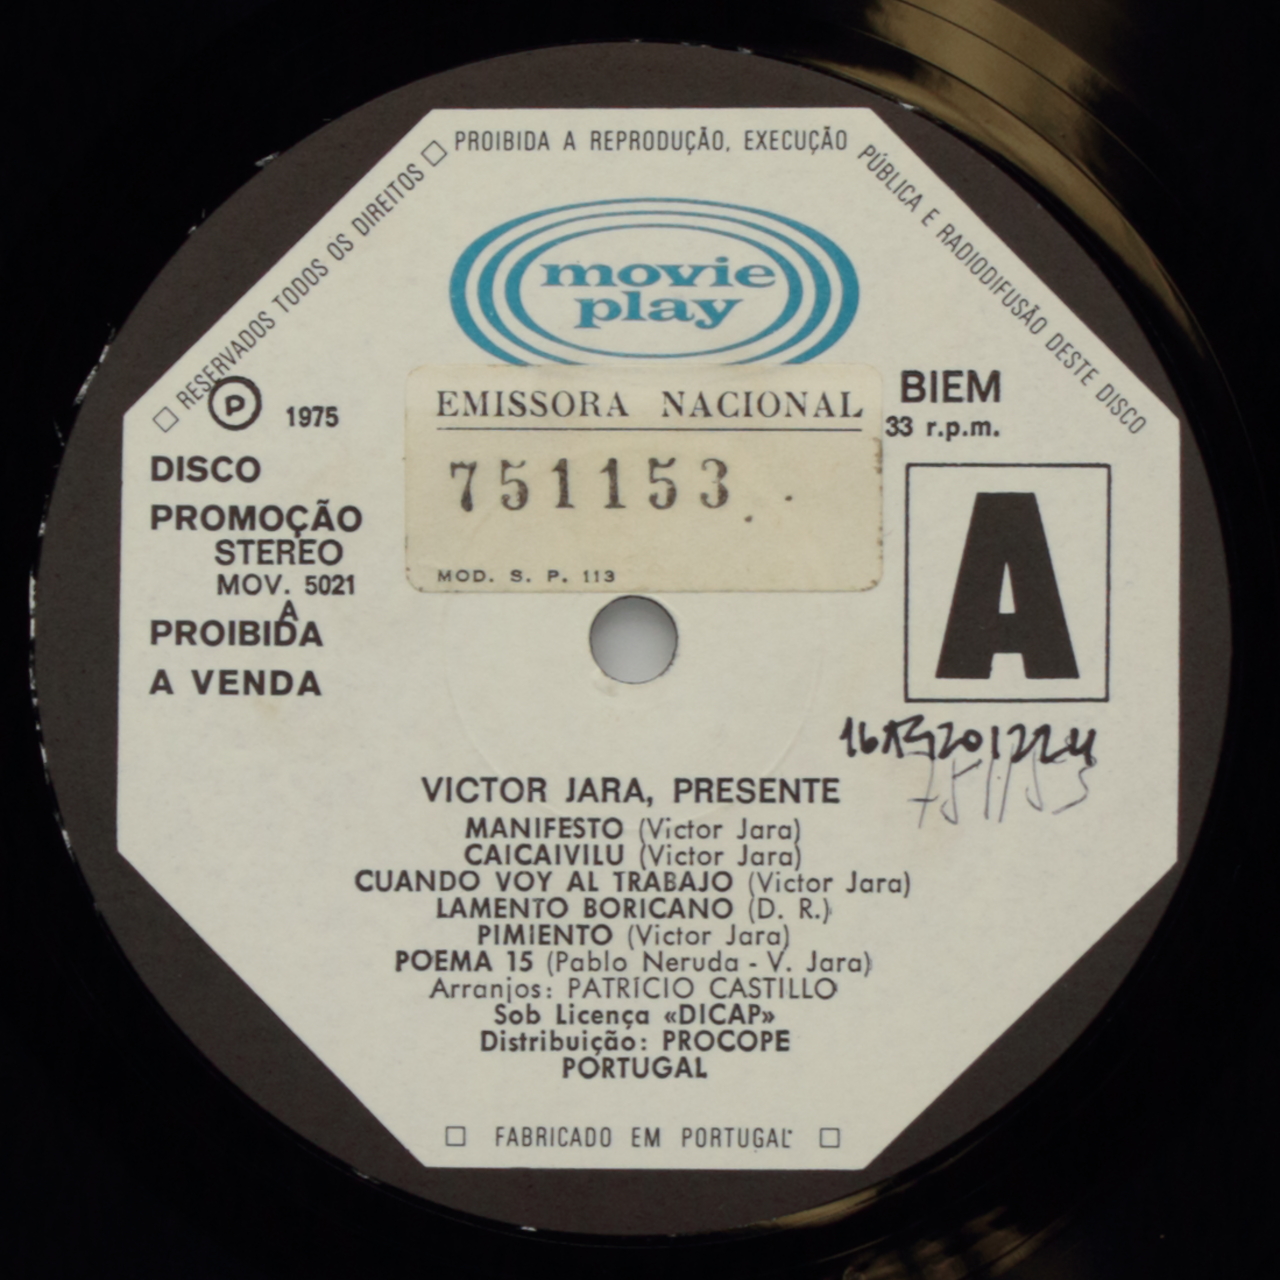 □ RESERVADOS TODOS OS DIREITOS □ PROIBIDA A REPRODUÇÃO, EXECUÇÃO PÚBLICA E RADIODIFUSÃO DESTE DISCO
movie
play
EMISSORA NACIONAL
751153
MOD. S. P. 113
℗ 1975
DISCO
PROMOÇÃO
STEREO
MOV. 5021
A
PROIBIDA
A VENDA
BIEM
33 r.p.m.
A
751153
VICTOR JARA, PRESENTE
MANIFESTO (Victor Jara)
CAICAIVILU (Victor Jara)
CUANDO VOY AL TRABAJO (Victor Jara)
LAMENTO BORICANO (D. R.)
PIMIENTO (Victor Jara)
POEMA 15 (Pablo Neruda - V. Jara)
Arranjos: PATRÍCIO CASTILLO
Sob Licença «DICAP»
Distribuição: PROCOPE
PORTUGAL
□ FABRICADO EM PORTUGAL □